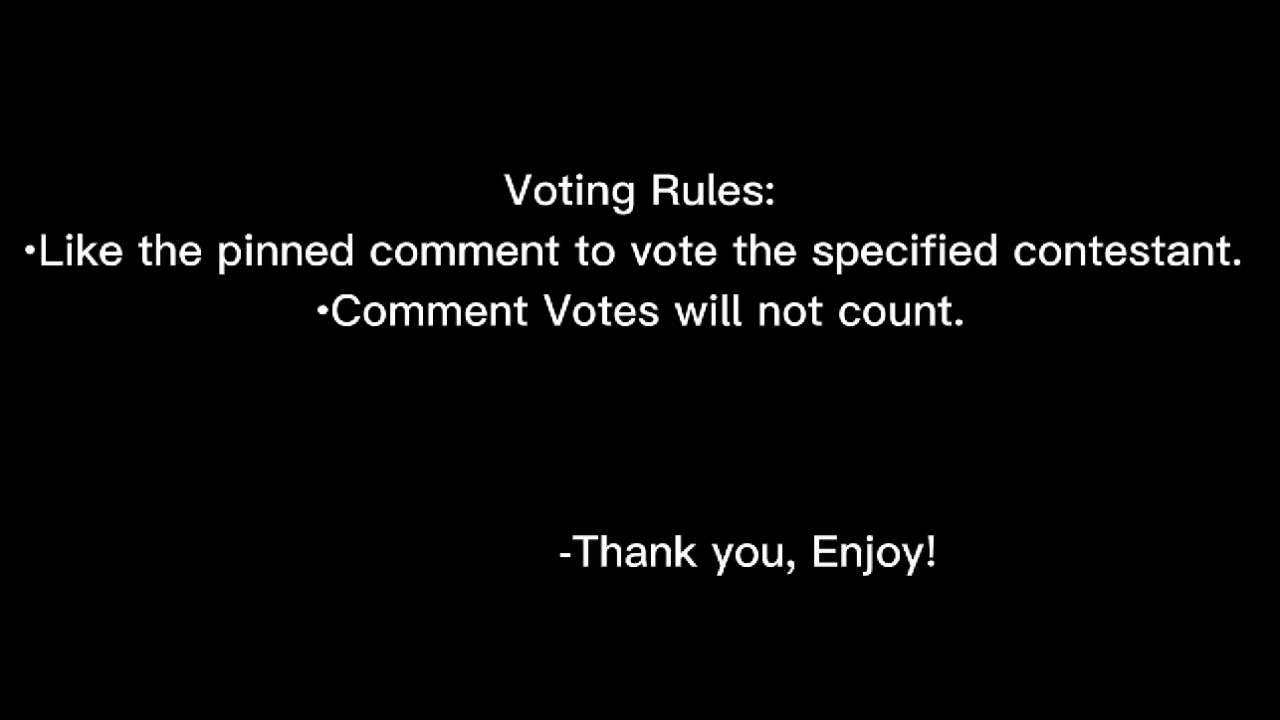 Voting Rules:
•Like the pinned comment to vote the specified contestant.
•Comment Votes will not count.
-Thank you, Enjoy!